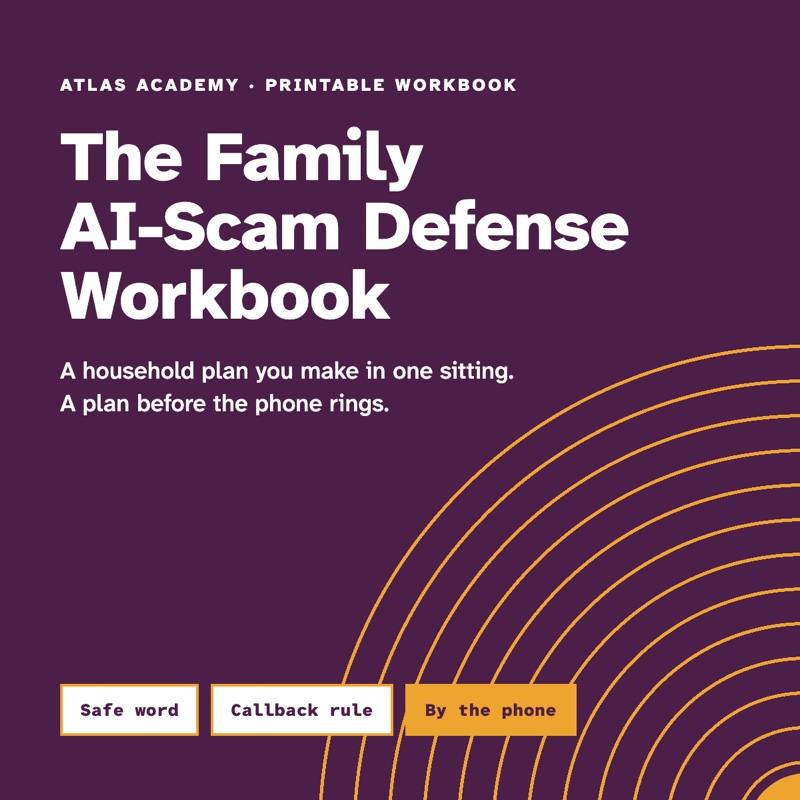 ATLAS ACADEMY · PRINTABLE WORKBOOK
The Family
AI-Scam Defense
Workbook
A household plan you make in one sitting.
A plan before the phone rings.
Safe word
Callback rule
By the phone